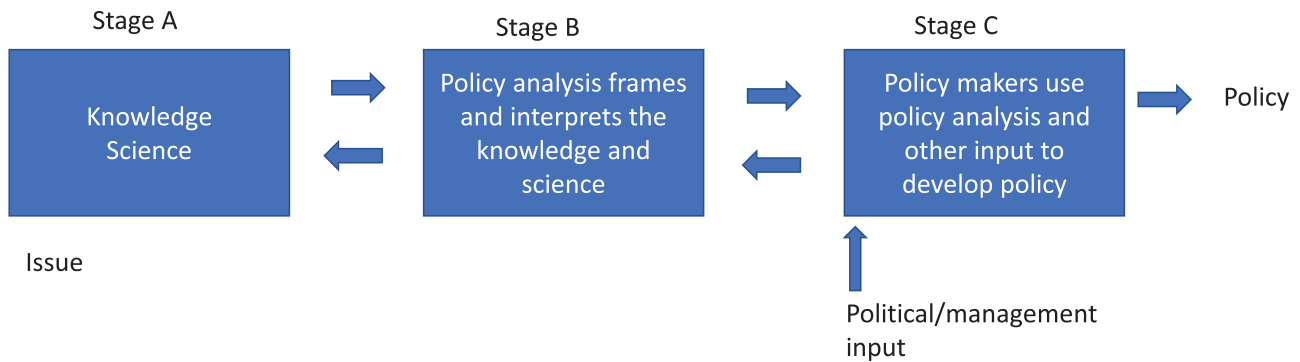 Stage A
Knowledge
Science
Issue
Stage B
Policy analysis frames
and interprets the
knowledge and
science
Stage C
Policy makers use
policy analysis and
other input to
develop policy
Political/management
input
Policy